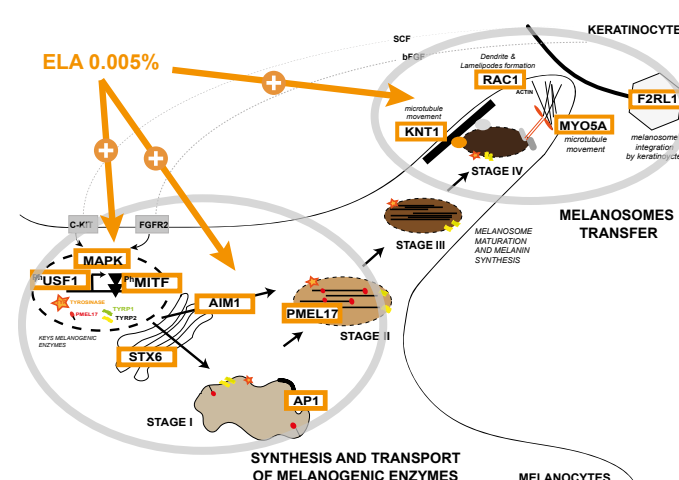 KERATINOCYTE
SCF
bFGF
ELA 0.005%
Dendrite &
Lamelipodes formation
RAC1
ACTIN
F2RL1
microtubule
movement
KNT1
MYO5A
microtubule
movement
melanosome
integration
by keratinocyte
STAGE IV
MELANOSOMES
TRANSFER
C-KIT
FGFR2
STAGE III
MELANOSOME
MATURATION
AND MELANIN
SYNTHESIS
MAPK
USF1
Ph
MITF
TYROSINASE
PMEL17
TYRP1
TYRP2
AIM1
PMEL17
STAGE II
KEYS MELANOGENIC
ENZYMES
STX6
AP1
STAGE I
SYNTHESIS AND TRANSPORT
OF MELANOGENIC ENZYMES
MELANOCYTES